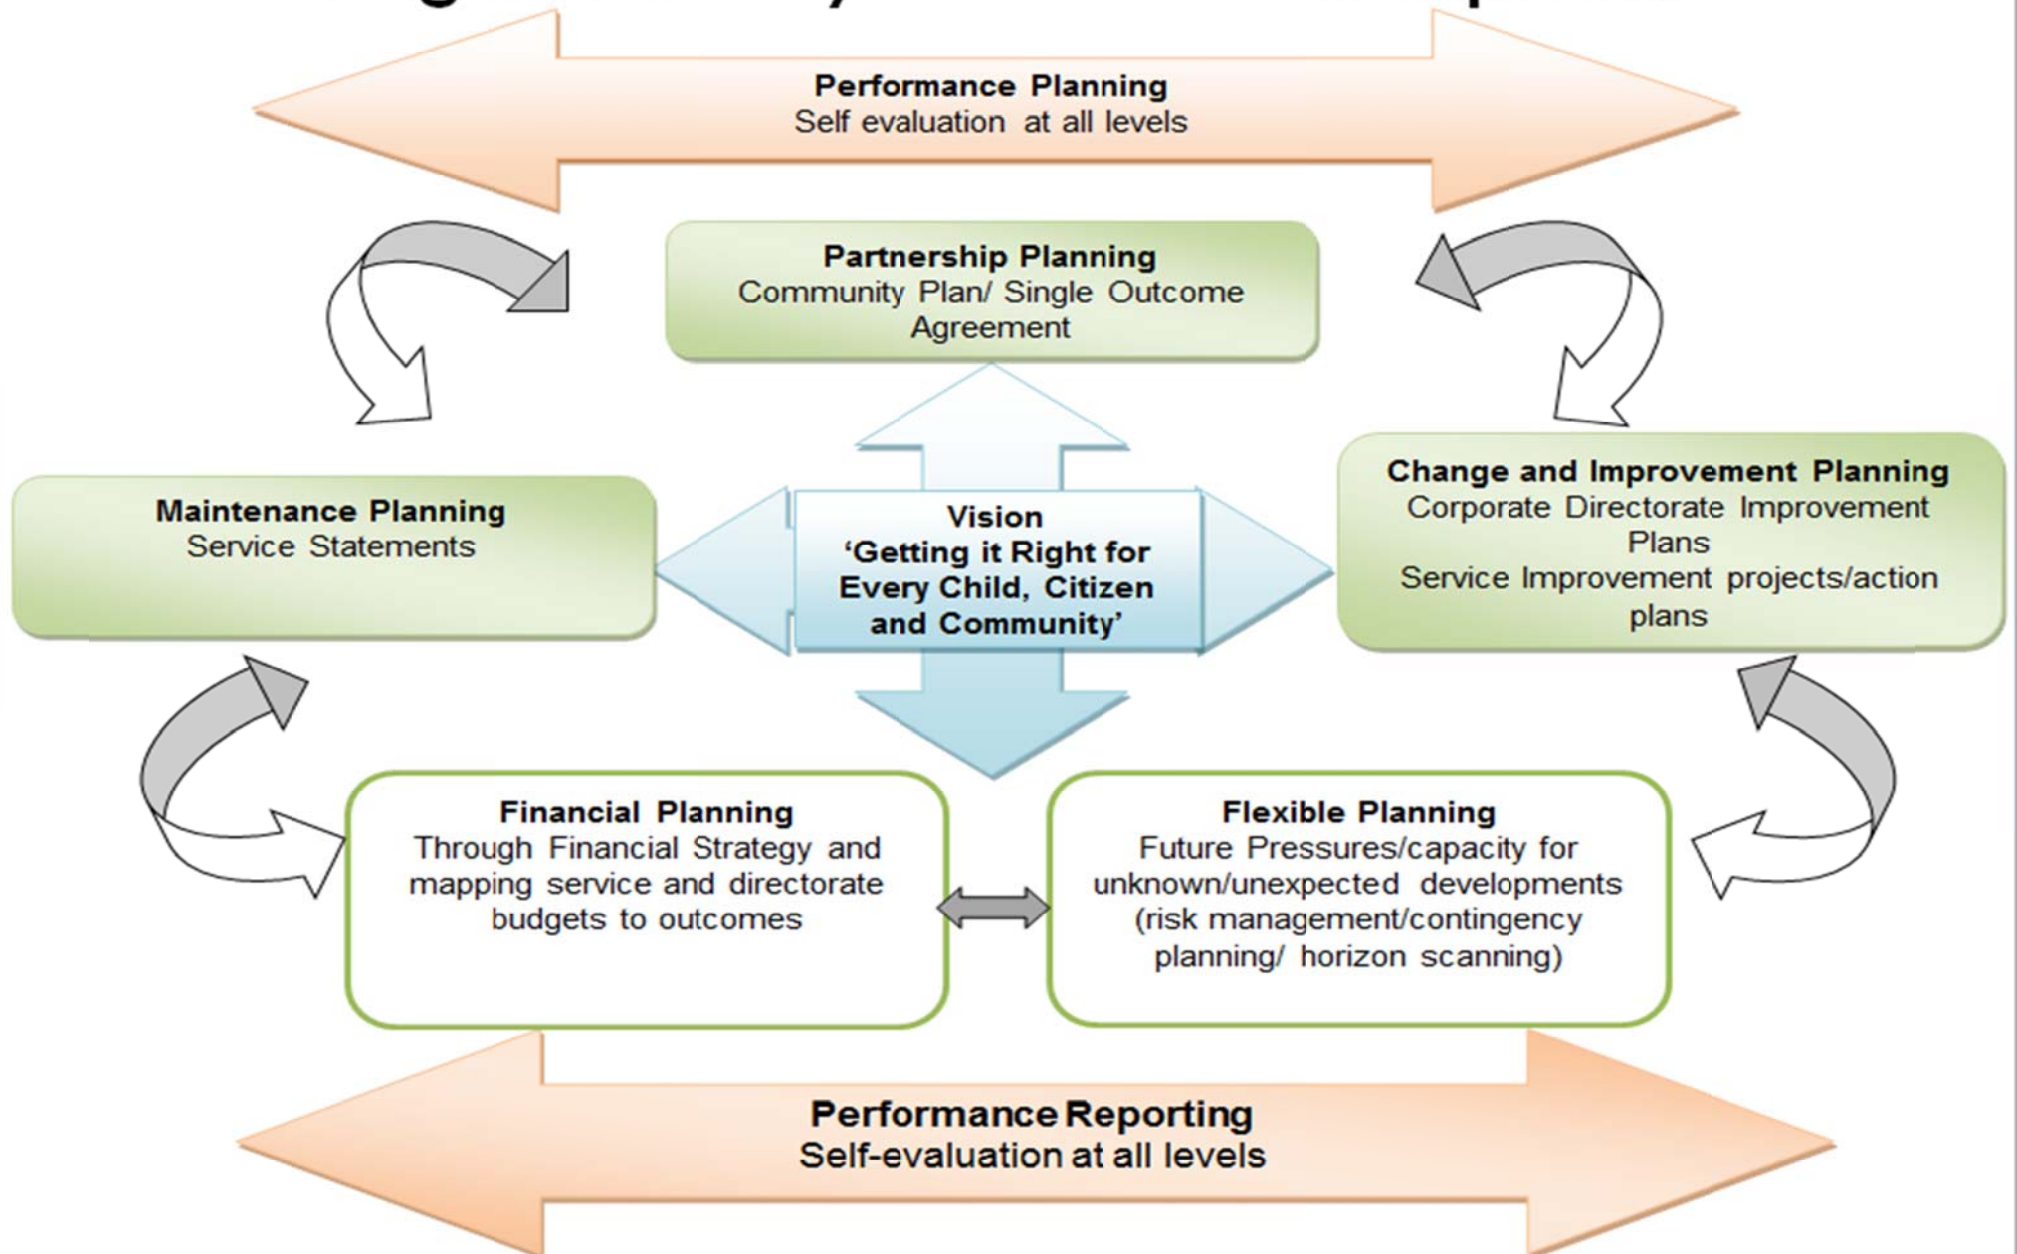 Performance Planning
Self evaluation at all levels
Partnership Planning
Community Plan/ Single Outcome
Agreement
Maintenance Planning
Service Statements
Vision
‘Getting it Right for
Every Child, Citizen
and Community’
Change and Improvement Planning
Corporate Directorate Improvement
Plans
Service Improvement projects/action
plans
Financial Planning
Through Financial Strategy and
mapping service and directorate
budgets to outcomes
Flexible Planning
Future Pressures/capacity for
unknown/unexpected developments
(risk management/contingency
planning/ horizon scanning)
Performance Reporting
Self-evaluation at all levels